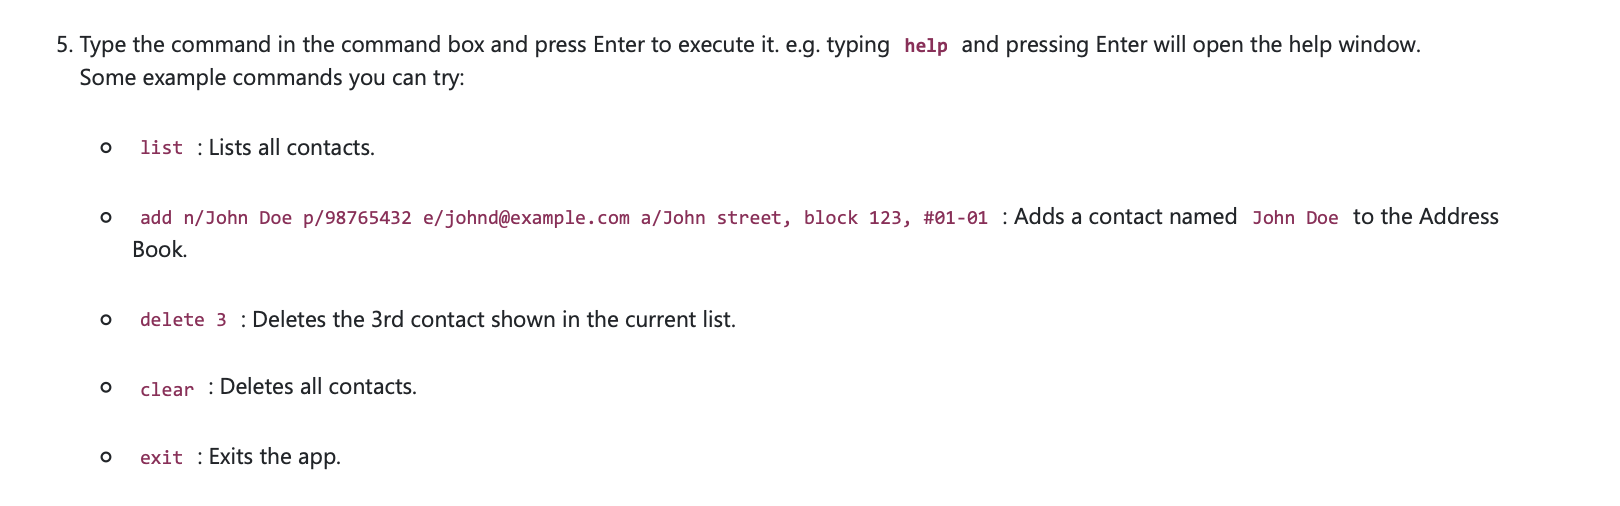 5. Type the command in the command box and press Enter to execute it. e.g. typing help and pressing Enter will open the help window.
Some example commands you can try:
list : Lists all contacts.
add n/John Doe p/98765432 e/johnd@example.com a/John street, block 123, #01-01 : Adds a contact named John Doe to the Address
Book.
delete 3 : Deletes the 3rd contact shown in the current list.
clear : Deletes all contacts.
exit : Exits the app.